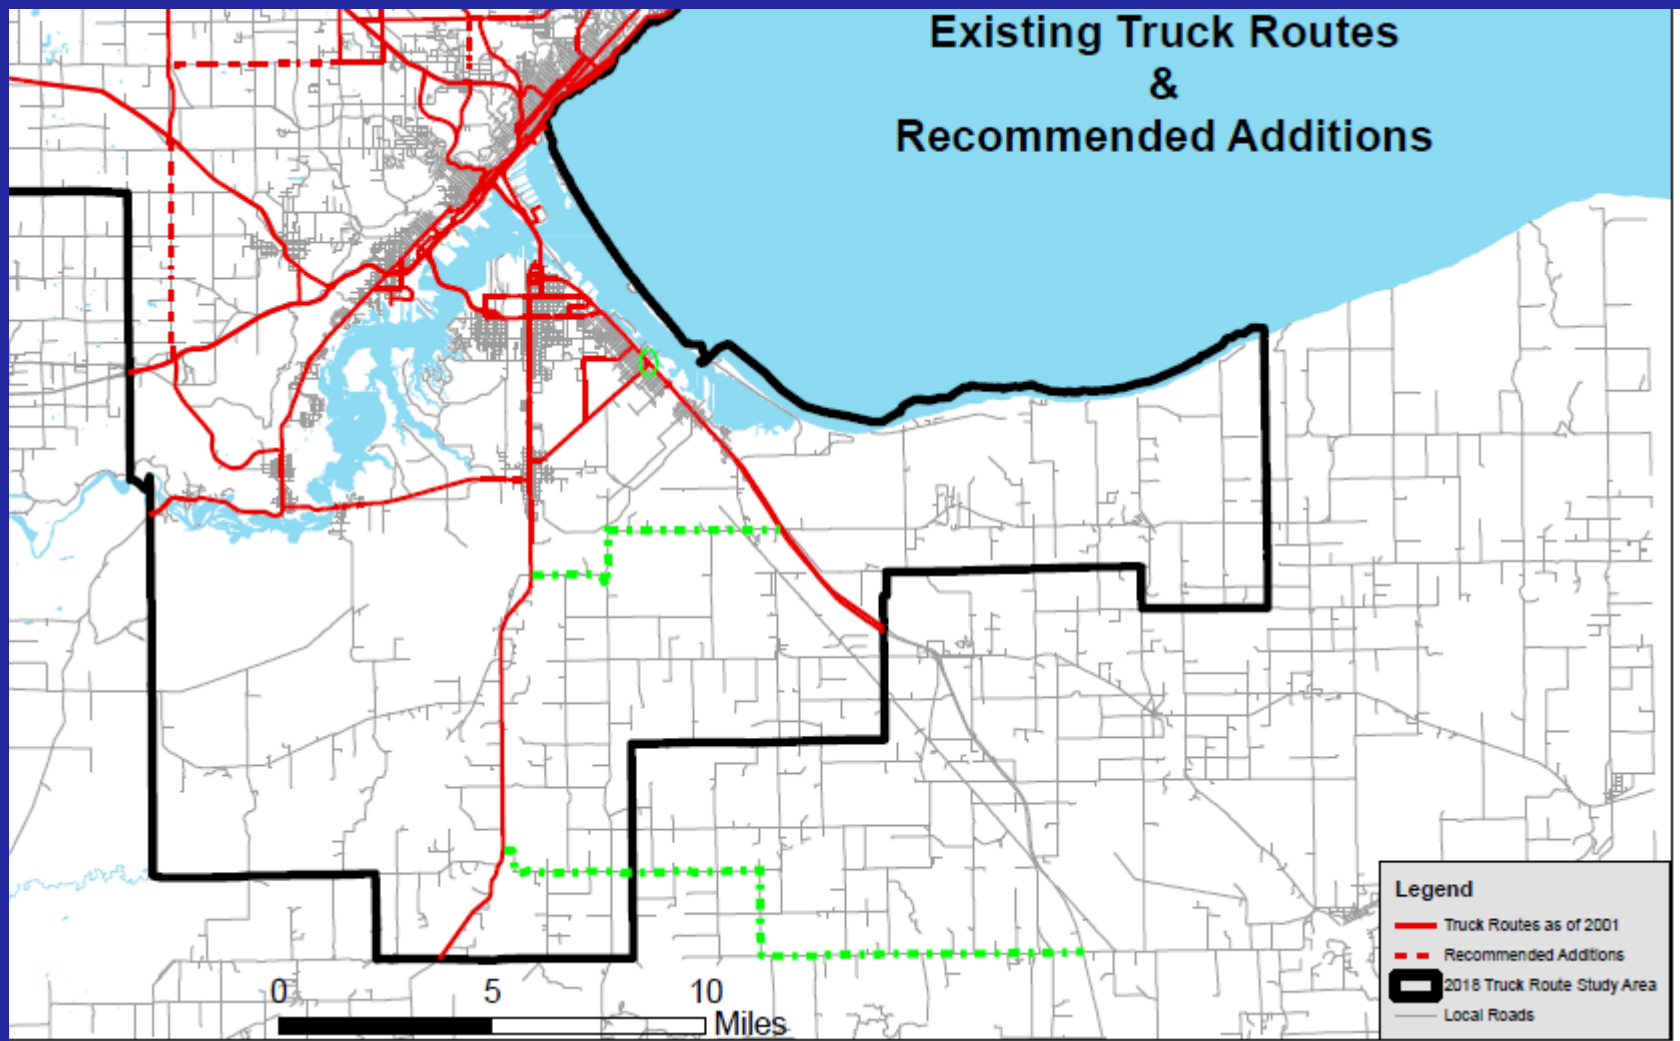 Existing Truck Routes
&
Recommended Additions
0 5 10
Miles
Legend
Truck Routes as of 2001
Recommended Additions
2018 Truck Route Study Area
Local Roads